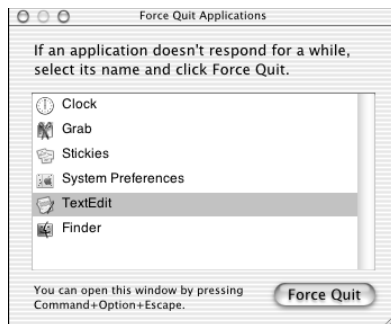 Force Quit Applications
If an application doesn't respond for a while,
select its name and click Force Quit.
Clock
Grab
Stickies
System Preferences
TextEdit
Finder
You can open this window by pressing
Command+Option+Escape.
Force Quit